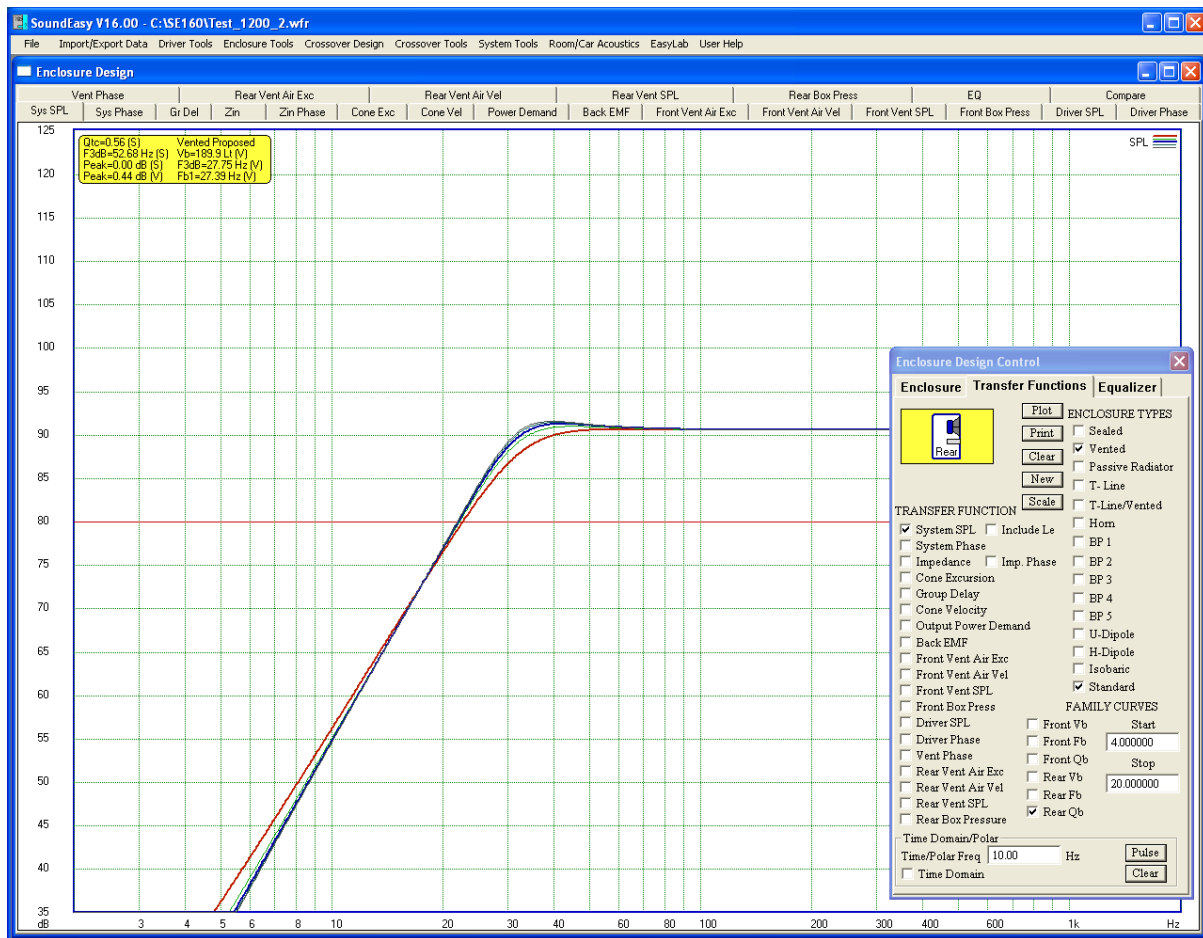 SoundEasy V16.00 - C:\SE160\Test_1200_2.wfr
File Import/Export Data Driver Tools Enclosure Tools Crossover Design Crossover Tools System Tools Room/Car Acoustics EasyLab User Help
Enclosure Design
Vent Phase Rear Vent Air Exc Rear Vent Air Vel Rear Vent SPL Rear Box Press EQ Compare
Sys SPL Sys Phase Gr Del Zin Zin Phase Cone Exc Cone Vel Power Demand Back EMF Front Vent Air Exc Front Vent Air Vel Front Vent SPL Front Box Press Driver SPL Driver Phase
125
Qtc=0.56 (S) Vented Proposed
F3dB=52.68 Hz (S) Vb=189.9 Lt (V)
Peak=0.00 dB (S) F3dB=27.75 Hz (V)
Peak=0.44 dB (V) Fb1=27.39 Hz (V)
SPL
120
115
110
105
100
95
90
85
80
75
70
65
60
55
50
45
40
35
dB 3 4 5 6 8 10 20 30 40 60 80 100 200 300 400 600 1k Hz
Enclosure Design Control
Enclosure Transfer Functions Equalizer
Rear
Plot
Print
Clear
New
Scale
ENCLOSURE TYPES
Sealed
Vented
Passive Radiator
T- Line
T-Line/Vented
Horn
BP 1
BP 2
BP 3
BP 4
BP 5
U-Dipole
H-Dipole
Isobaric
Standard
TRANSFER FUNCTION
System SPL Include Le
System Phase
Impedance Imp. Phase
Cone Excursion
Group Delay
Cone Velocity
Output Power Demand
Back EMF
Front Vent Air Exc
Front Vent Air Vel
Front Vent SPL
Front Box Press
Driver SPL
Driver Phase
Vent Phase
Rear Vent Air Exc
Rear Vent Air Vel
Rear Vent SPL
Rear Box Pressure
FAMILY CURVES
Front Vb
Front Fb
Front Qb
Rear Vb
Rear Fb
Rear Qb
Start
4.000000
Stop
20.000000
Time Domain/Polar
Time/Polar Freq 10.00 Hz Pulse
Time Domain Clear